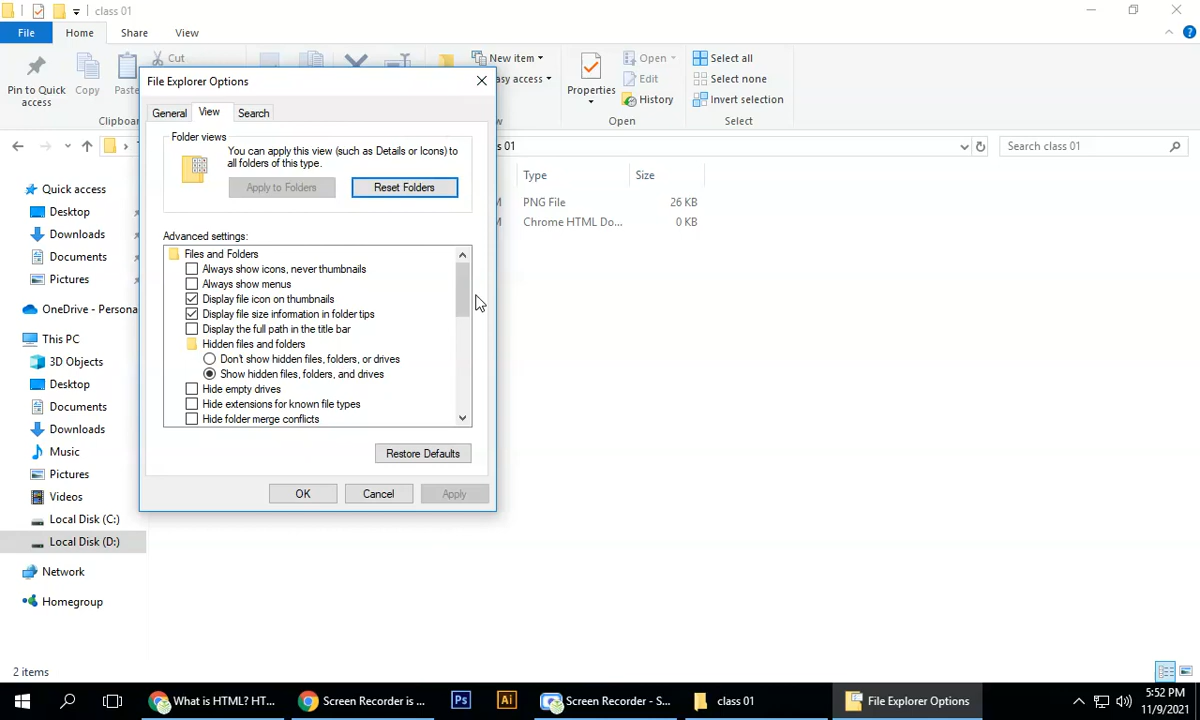 class 01
File
Home
Share
View
Pin to Quick
access
Copy
Paste
Cut
New item
asy access
Properties
Open
Edit
History
Select all
Select none
Invert selection
Clipboa
Open
Select
File Explorer Options
General
View
Search
Folder views
You can apply this view (such as Details or Icons) to
all folders of this type.
Apply to Folders
Reset Folders
Advanced settings:
Files and Folders
Always show icons, never thumbnails
Always show menus
Display file icon on thumbnails
Display file size information in folder tips
Display the full path in the title bar
Hidden files and folders
Don't show hidden files, folders, or drives
Show hidden files, folders, and drives
Hide empty drives
Hide extensions for known file types
Hide folder merge conflicts
Restore Defaults
OK
Cancel
Apply
Search class 01
Type
Size
PNG File
26 KB
Chrome HTML Do...
0 KB
Quick access
Desktop
Downloads
Documents
Pictures
OneDrive - Persona
This PC
3D Objects
Desktop
Documents
Downloads
Music
Pictures
Videos
Local Disk (C:)
Local Disk (D:)
Network
Homegroup
2 items
What is HTML? HT...
Screen Recorder is ...
Ps
Ai
Screen Recorder - S...
class 01
File Explorer Options
5:52 PM
11/9/2021